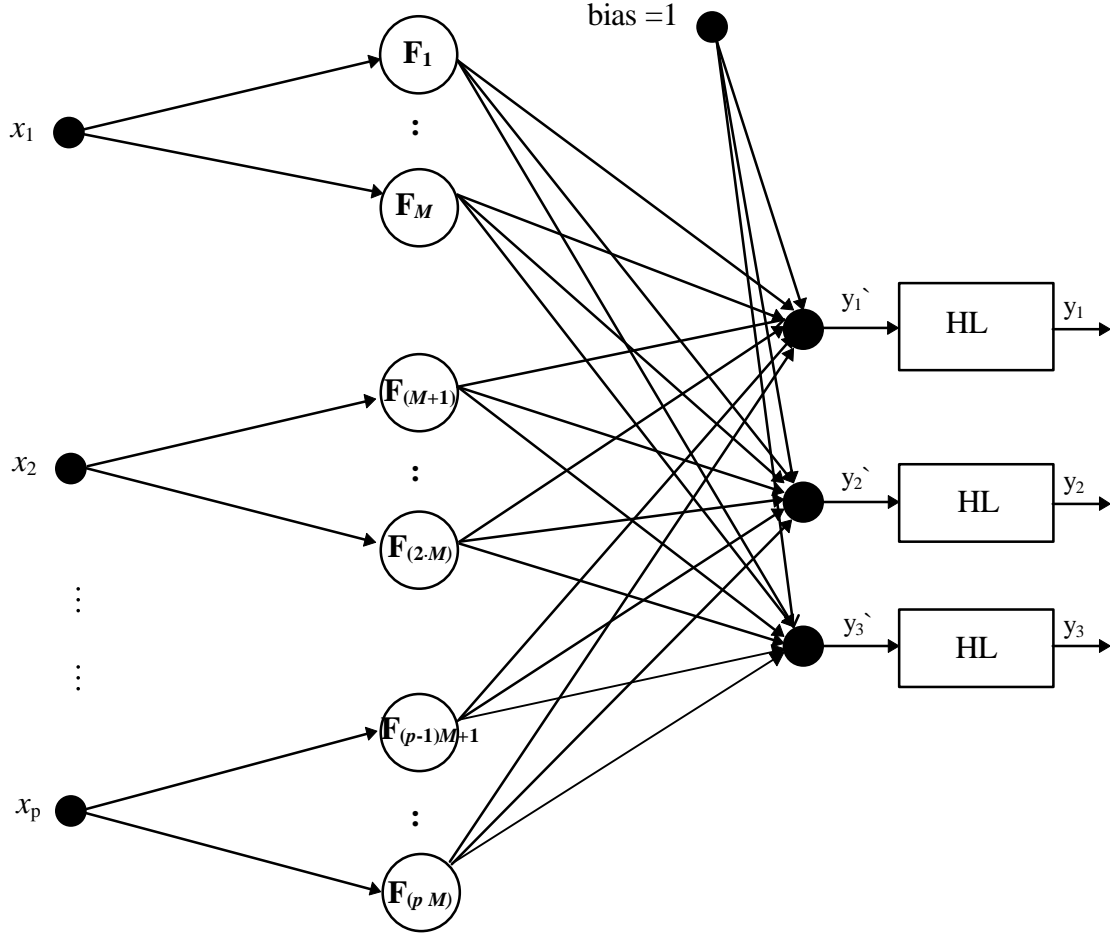 bias =1
F1
:
x1
FM
y1`
HL
y1
F(M+1)
x2
:
y2`
HL
y2
F(2·M)
⋮
y3`
HL
y3
⋮
F(p-1)M+1
xp
:
F(p M)